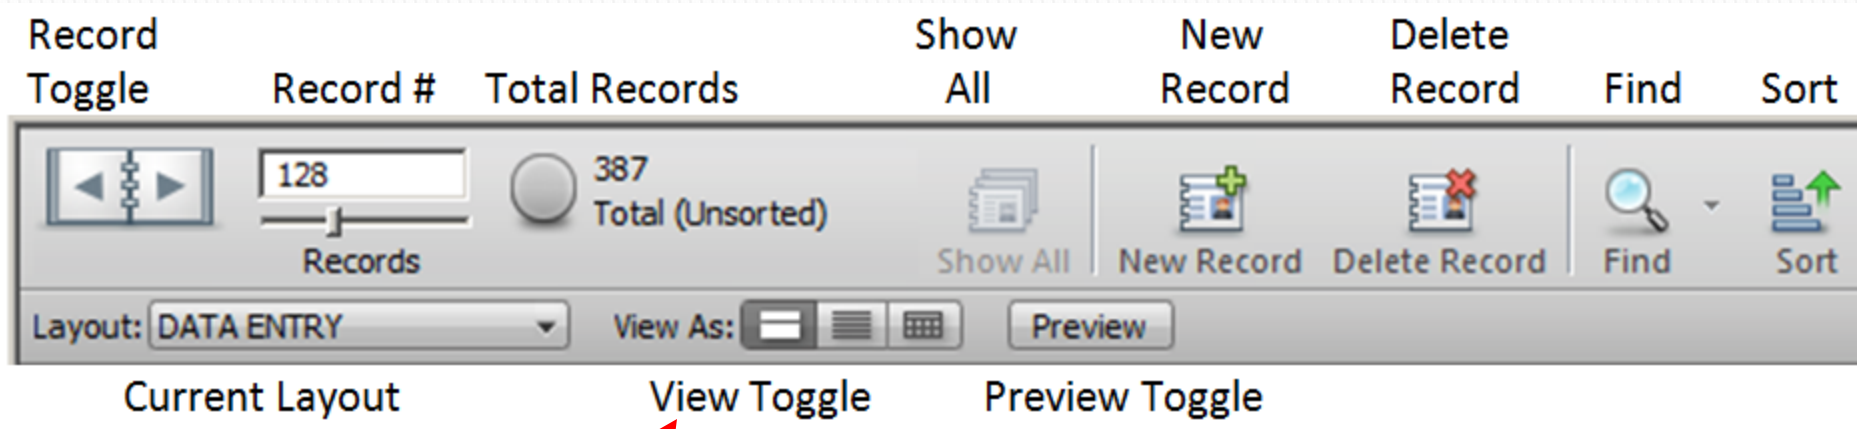 Record Show New Delete
Toggle Record # Total Records All Record Record Find Sort
128
387
Total (Unsorted)
Records Show All New Record Delete Record Find Sort
Layout: DATA ENTRY View As: Preview
Current Layout View Toggle Preview Toggle